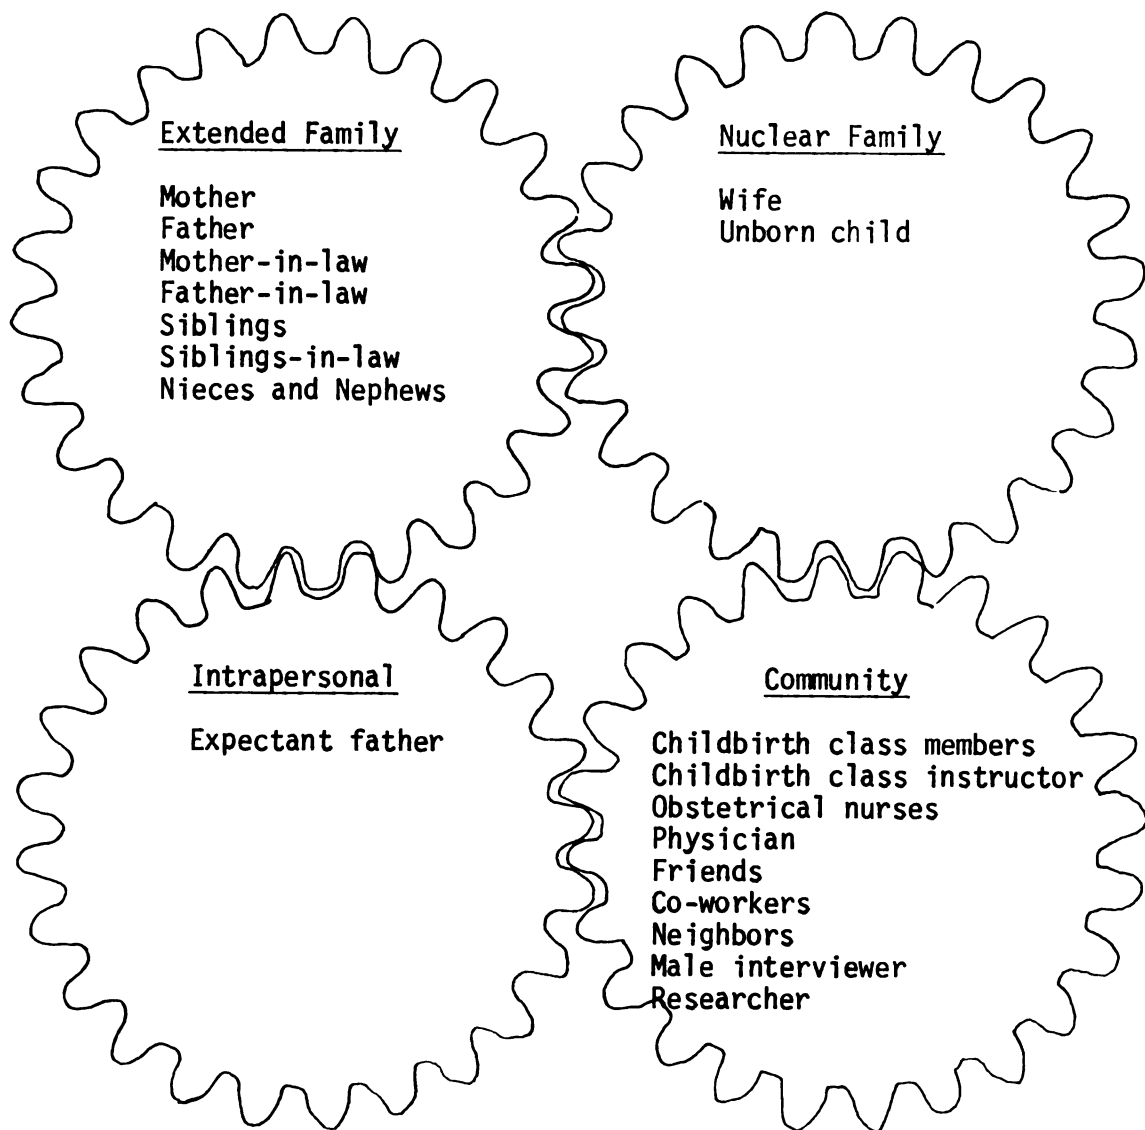 Extended Family
Mother
Father
Mother-in-law
Father-in-law
Siblings
Siblings-in-law
Nieces and Nephews
Nuclear Family
Wife
Unborn child
Intrapersonal
Expectant father
Community
Childbirth class members
Childbirth class instructor
Obstetrical nurses
Physician
Friends
Co-workers
Neighbors
Male interviewer
Researcher